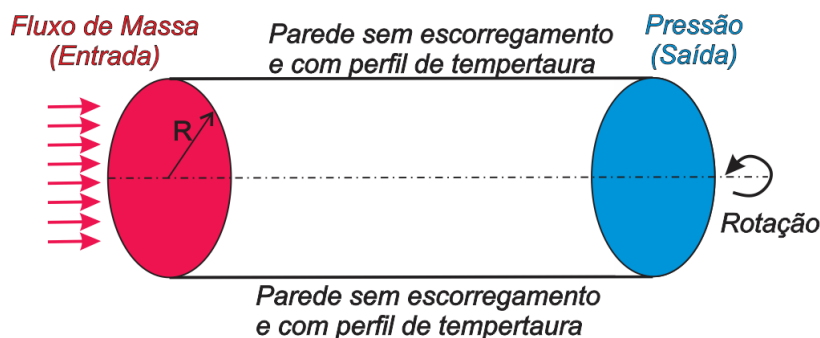 Fluxo de Massa
(Entrada)
Parede sem escorregamento
e com perfil de tempertaura
Pressão
(Saída)
R
Rotação
Parede sem escorregamento
e com perfil de tempertaura